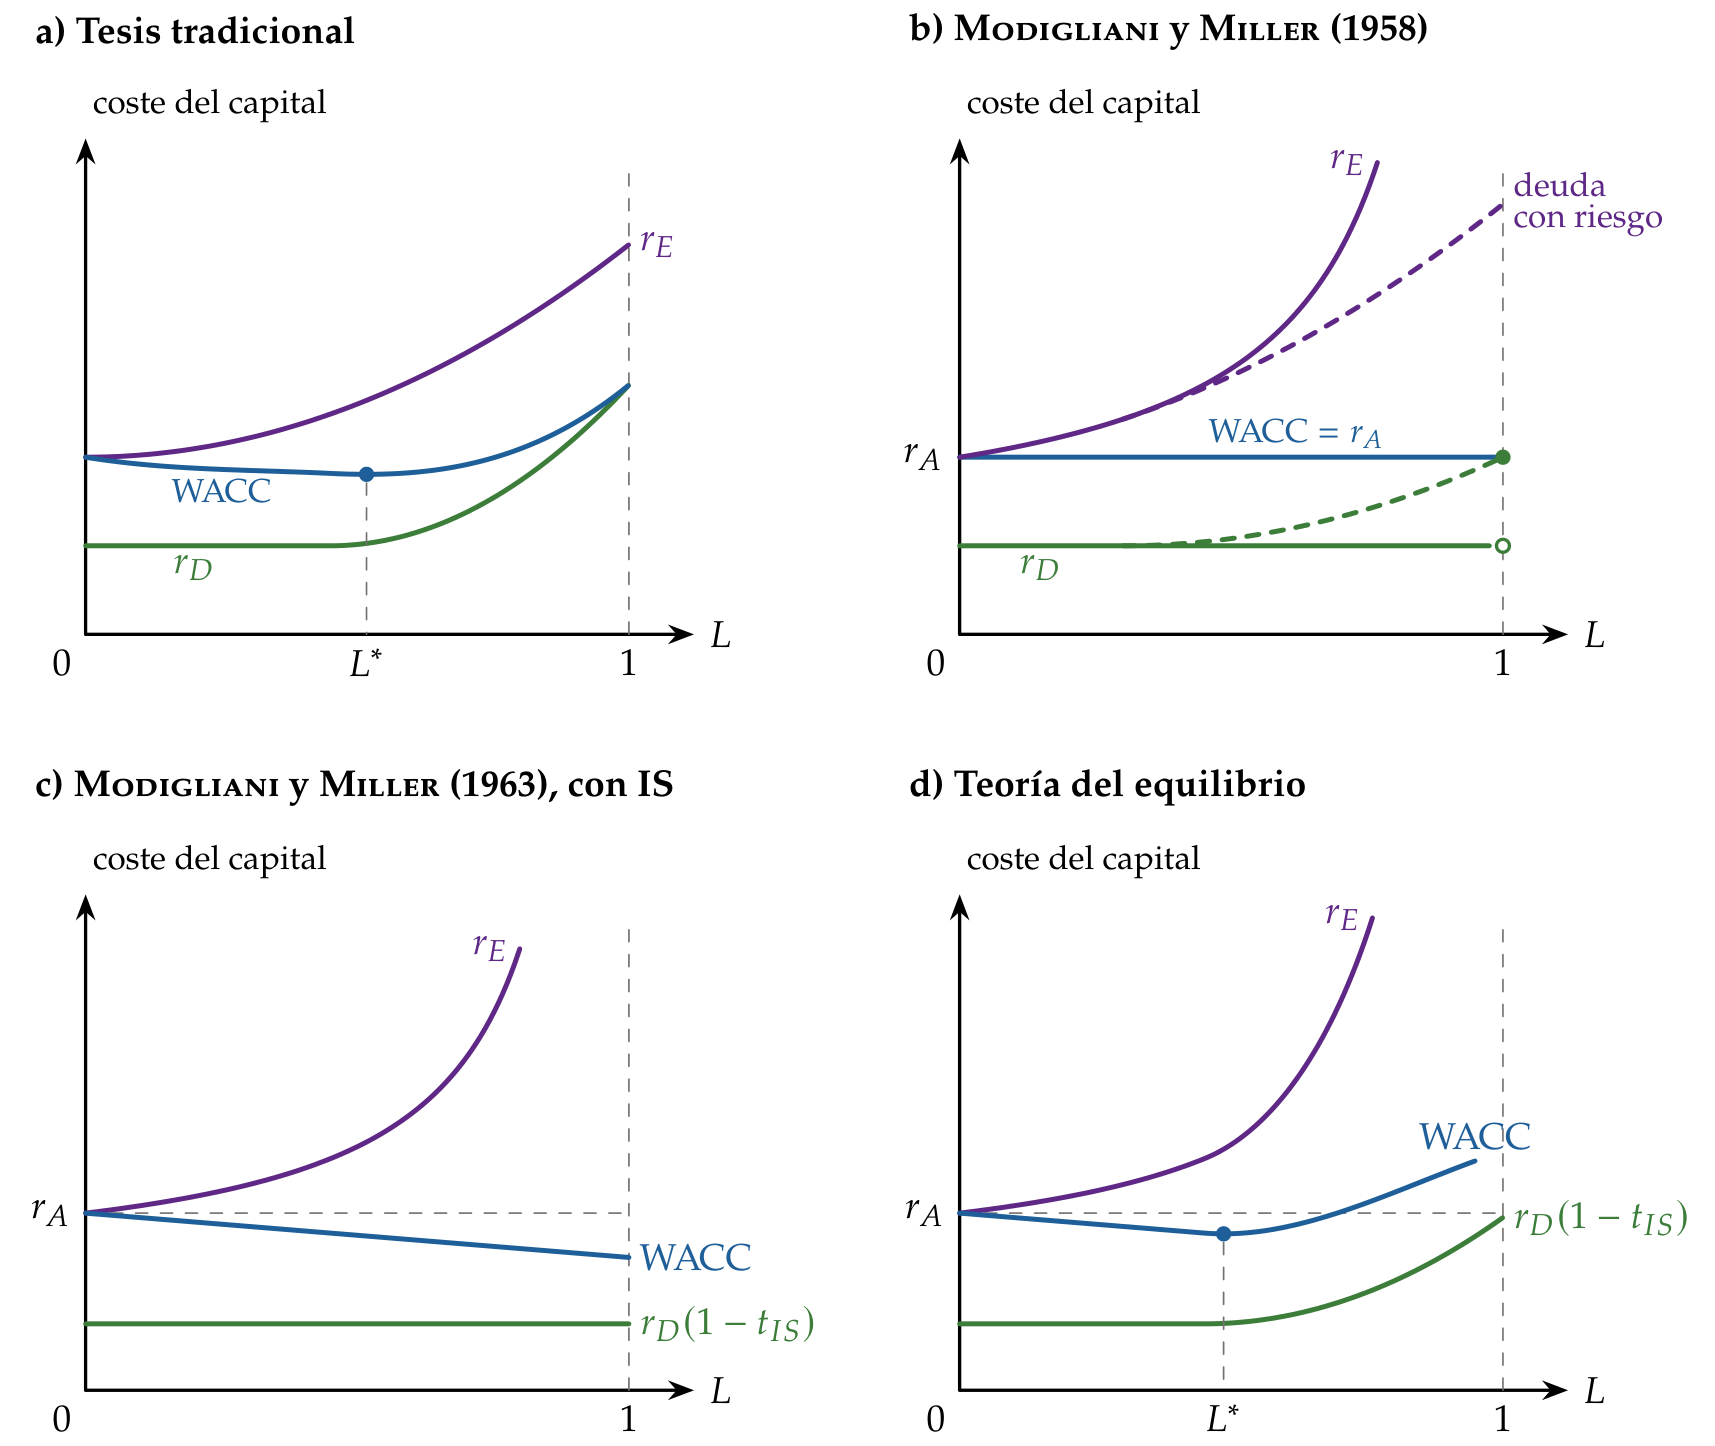 a) Tesis tradicional
coste del capital
r_E
WACC
r_D
L
0
L*
1
b) Modigliani y Miller (1958)
coste del capital
r_E
deuda
con riesgo
WACC = r_A
r_A
r_D
L
0
1
c) Modigliani y Miller (1963), con IS
coste del capital
r_E
r_A
WACC
r_D(1 − t_IS)
L
0
1
d) Teoría del equilibrio
coste del capital
r_E
WACC
r_A
r_D(1 − t_IS)
L
0
L*
1